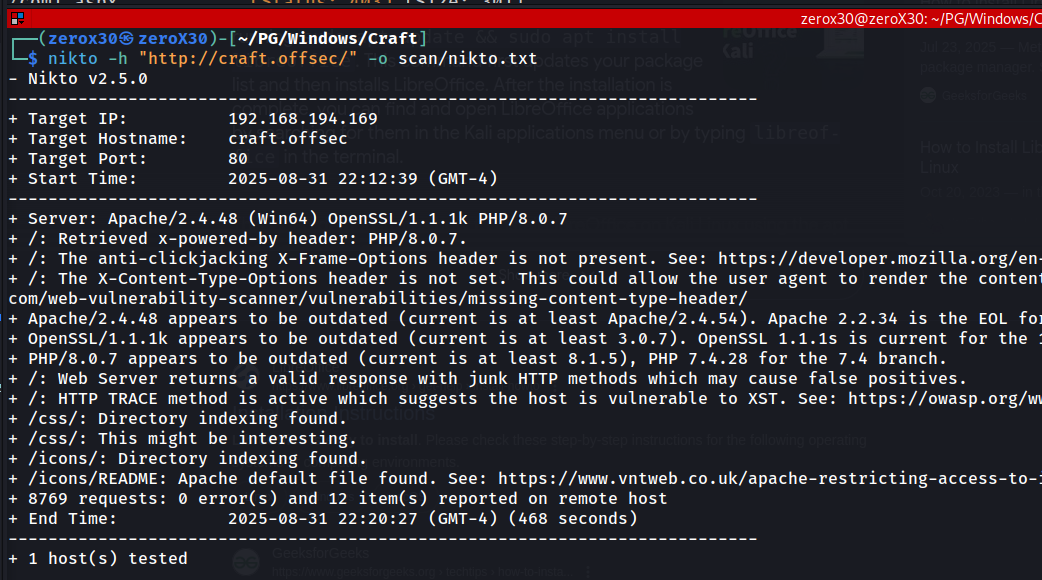 zerox30@zeroX30: ~/PG/Windows/C
┌──(zerox30㉿zeroX30)-[~/PG/Windows/Craft]
└─$ nikto -h "http://craft.offsec/" -o scan/nikto.txt
- Nikto v2.5.0
---------------------------------------------------------------------------
+ Target IP:          192.168.194.169
+ Target Hostname:    craft.offsec
+ Target Port:        80
+ Start Time:         2025-08-31 22:12:39 (GMT-4)
---------------------------------------------------------------------------
+ Server: Apache/2.4.48 (Win64) OpenSSL/1.1.1k PHP/8.0.7
+ /: Retrieved x-powered-by header: PHP/8.0.7.
+ /: The anti-clickjacking X-Frame-Options header is not present. See: https://developer.mozilla.org/en-
+ /: The X-Content-Type-Options header is not set. This could allow the user agent to render the content
com/web-vulnerability-scanner/vulnerabilities/missing-content-type-header/
+ Apache/2.4.48 appears to be outdated (current is at least Apache/2.4.54). Apache 2.2.34 is the EOL for
+ OpenSSL/1.1.1k appears to be outdated (current is at least 3.0.7). OpenSSL 1.1.1s is current for the 1
+ PHP/8.0.7 appears to be outdated (current is at least 8.1.5), PHP 7.4.28 for the 7.4 branch.
+ /: Web Server returns a valid response with junk HTTP methods which may cause false positives.
+ /: HTTP TRACE method is active which suggests the host is vulnerable to XST. See: https://owasp.org/ww
+ /css/: Directory indexing found.
+ /css/: This might be interesting.
+ /icons/: Directory indexing found.
+ /icons/README: Apache default file found. See: https://www.vntweb.co.uk/apache-restricting-access-to-i
+ 8769 requests: 0 error(s) and 12 item(s) reported on remote host
+ End Time:           2025-08-31 22:20:27 (GMT-4) (468 seconds)
---------------------------------------------------------------------------
+ 1 host(s) tested